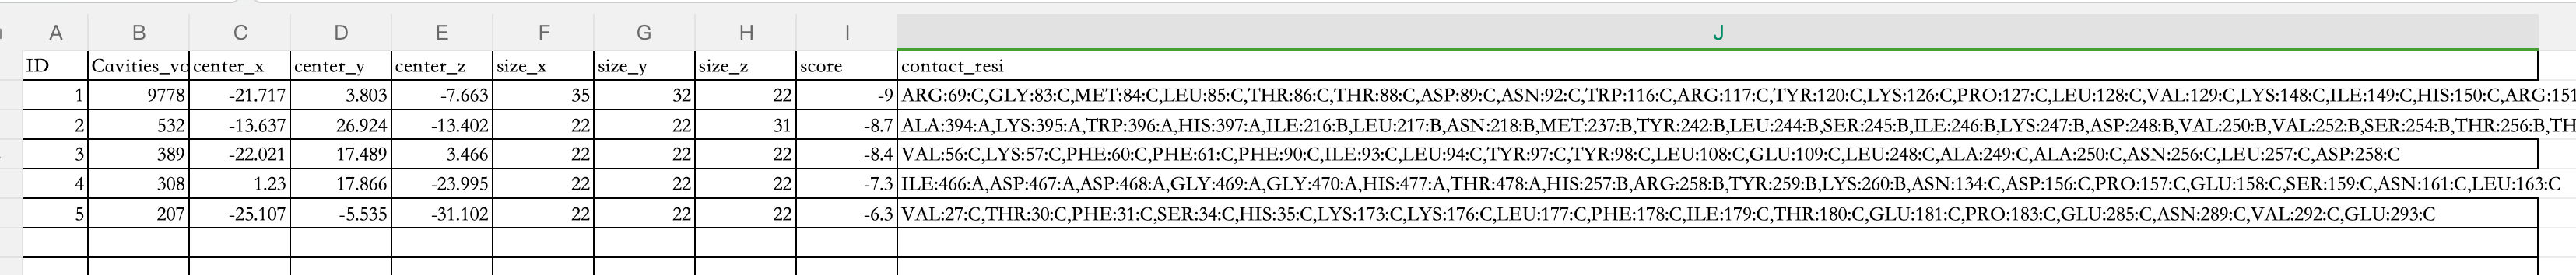 A B C D E F G H I J
ID Cavities_vo center_x center_y center_z size_x size_y size_z score contact_resi
1 9778 -21.717 3.803 -7.663 35 32 22 -9 ARG:69:C,GLY:83:C,MET:84:C,LEU:85:C,THR:86:C,THR:88:C,ASP:89:C,ASN:92:C,TRP:116:C,ARG:117:C,TYR:120:C,LYS:126:C,PRO:127:C,LEU:128:C,VAL:129:C,LYS:148:C,ILE:149:C,HIS:150:C,ARG:151
2 532 -13.637 26.924 -13.402 22 22 31 -8.7 ALA:394:A,LYS:395:A,TRP:396:A,HIS:397:A,ILE:216:B,LEU:217:B,ASN:218:B,MET:237:B,TYR:242:B,LEU:244:B,SER:245:B,ILE:246:B,LYS:247:B,ASP:248:B,VAL:250:B,VAL:252:B,SER:254:B,THR:256:B,TH
3 389 -22.021 17.489 3.466 22 22 22 -8.4 VAL:56:C,LYS:57:C,PHE:60:C,PHE:61:C,PHE:90:C,ILE:93:C,LEU:94:C,TYR:97:C,TYR:98:C,LEU:108:C,GLU:109:C,LEU:248:C,ALA:249:C,ALA:250:C,ASN:256:C,LEU:257:C,ASP:258:C
4 308 1.23 17.866 -23.995 22 22 22 -7.3 ILE:466:A,ASP:467:A,ASP:468:A,GLY:469:A,GLY:470:A,HIS:477:A,THR:478:A,HIS:257:B,ARG:258:B,TYR:259:B,LYS:260:B,ASN:134:C,ASP:156:C,PRO:157:C,GLU:158:C,SER:159:C,ASN:161:C,LEU:163:C
5 207 -25.107 -5.535 -31.102 22 22 22 -6.3 VAL:27:C,THR:30:C,PHE:31:C,SER:34:C,HIS:35:C,LYS:173:C,LYS:176:C,LEU:177:C,PHE:178:C,ILE:179:C,THR:180:C,GLU:181:C,PRO:183:C,GLU:285:C,ASN:289:C,VAL:292:C,GLU:293:C